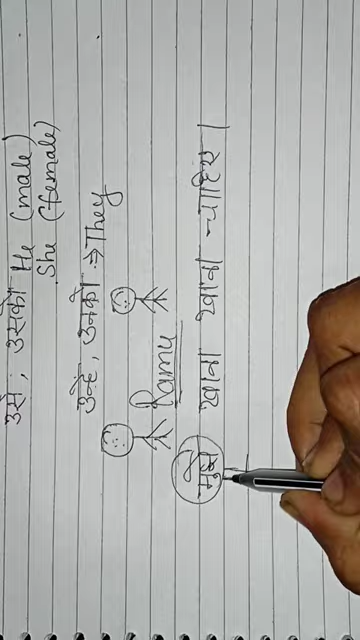 उसे, उसको He (male)
She (female)
उन्हें, उनको ⇒ They
Ramu
मुझे खाना खाना चाहिए।